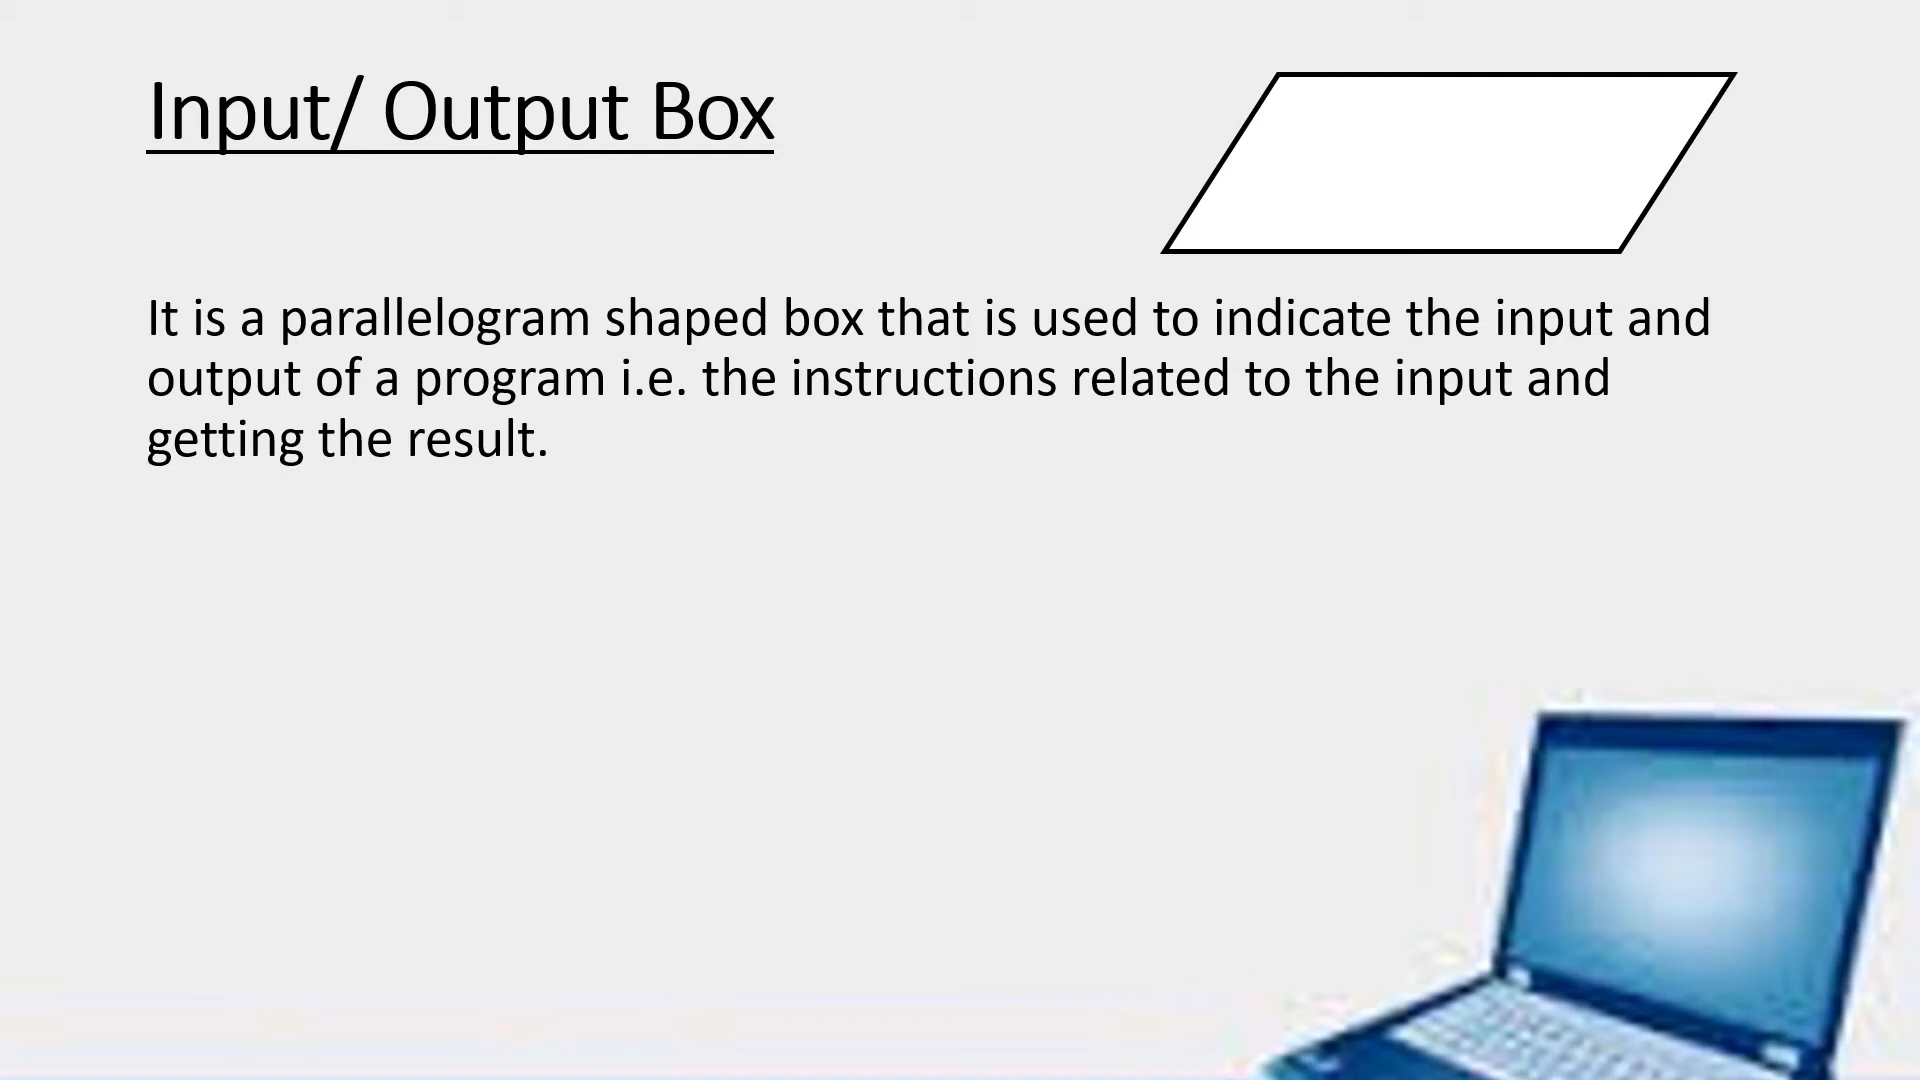 Input/ Output Box
It is a parallelogram shaped box that is used to indicate the input and
output of a program i.e. the instructions related to the input and
getting the result.